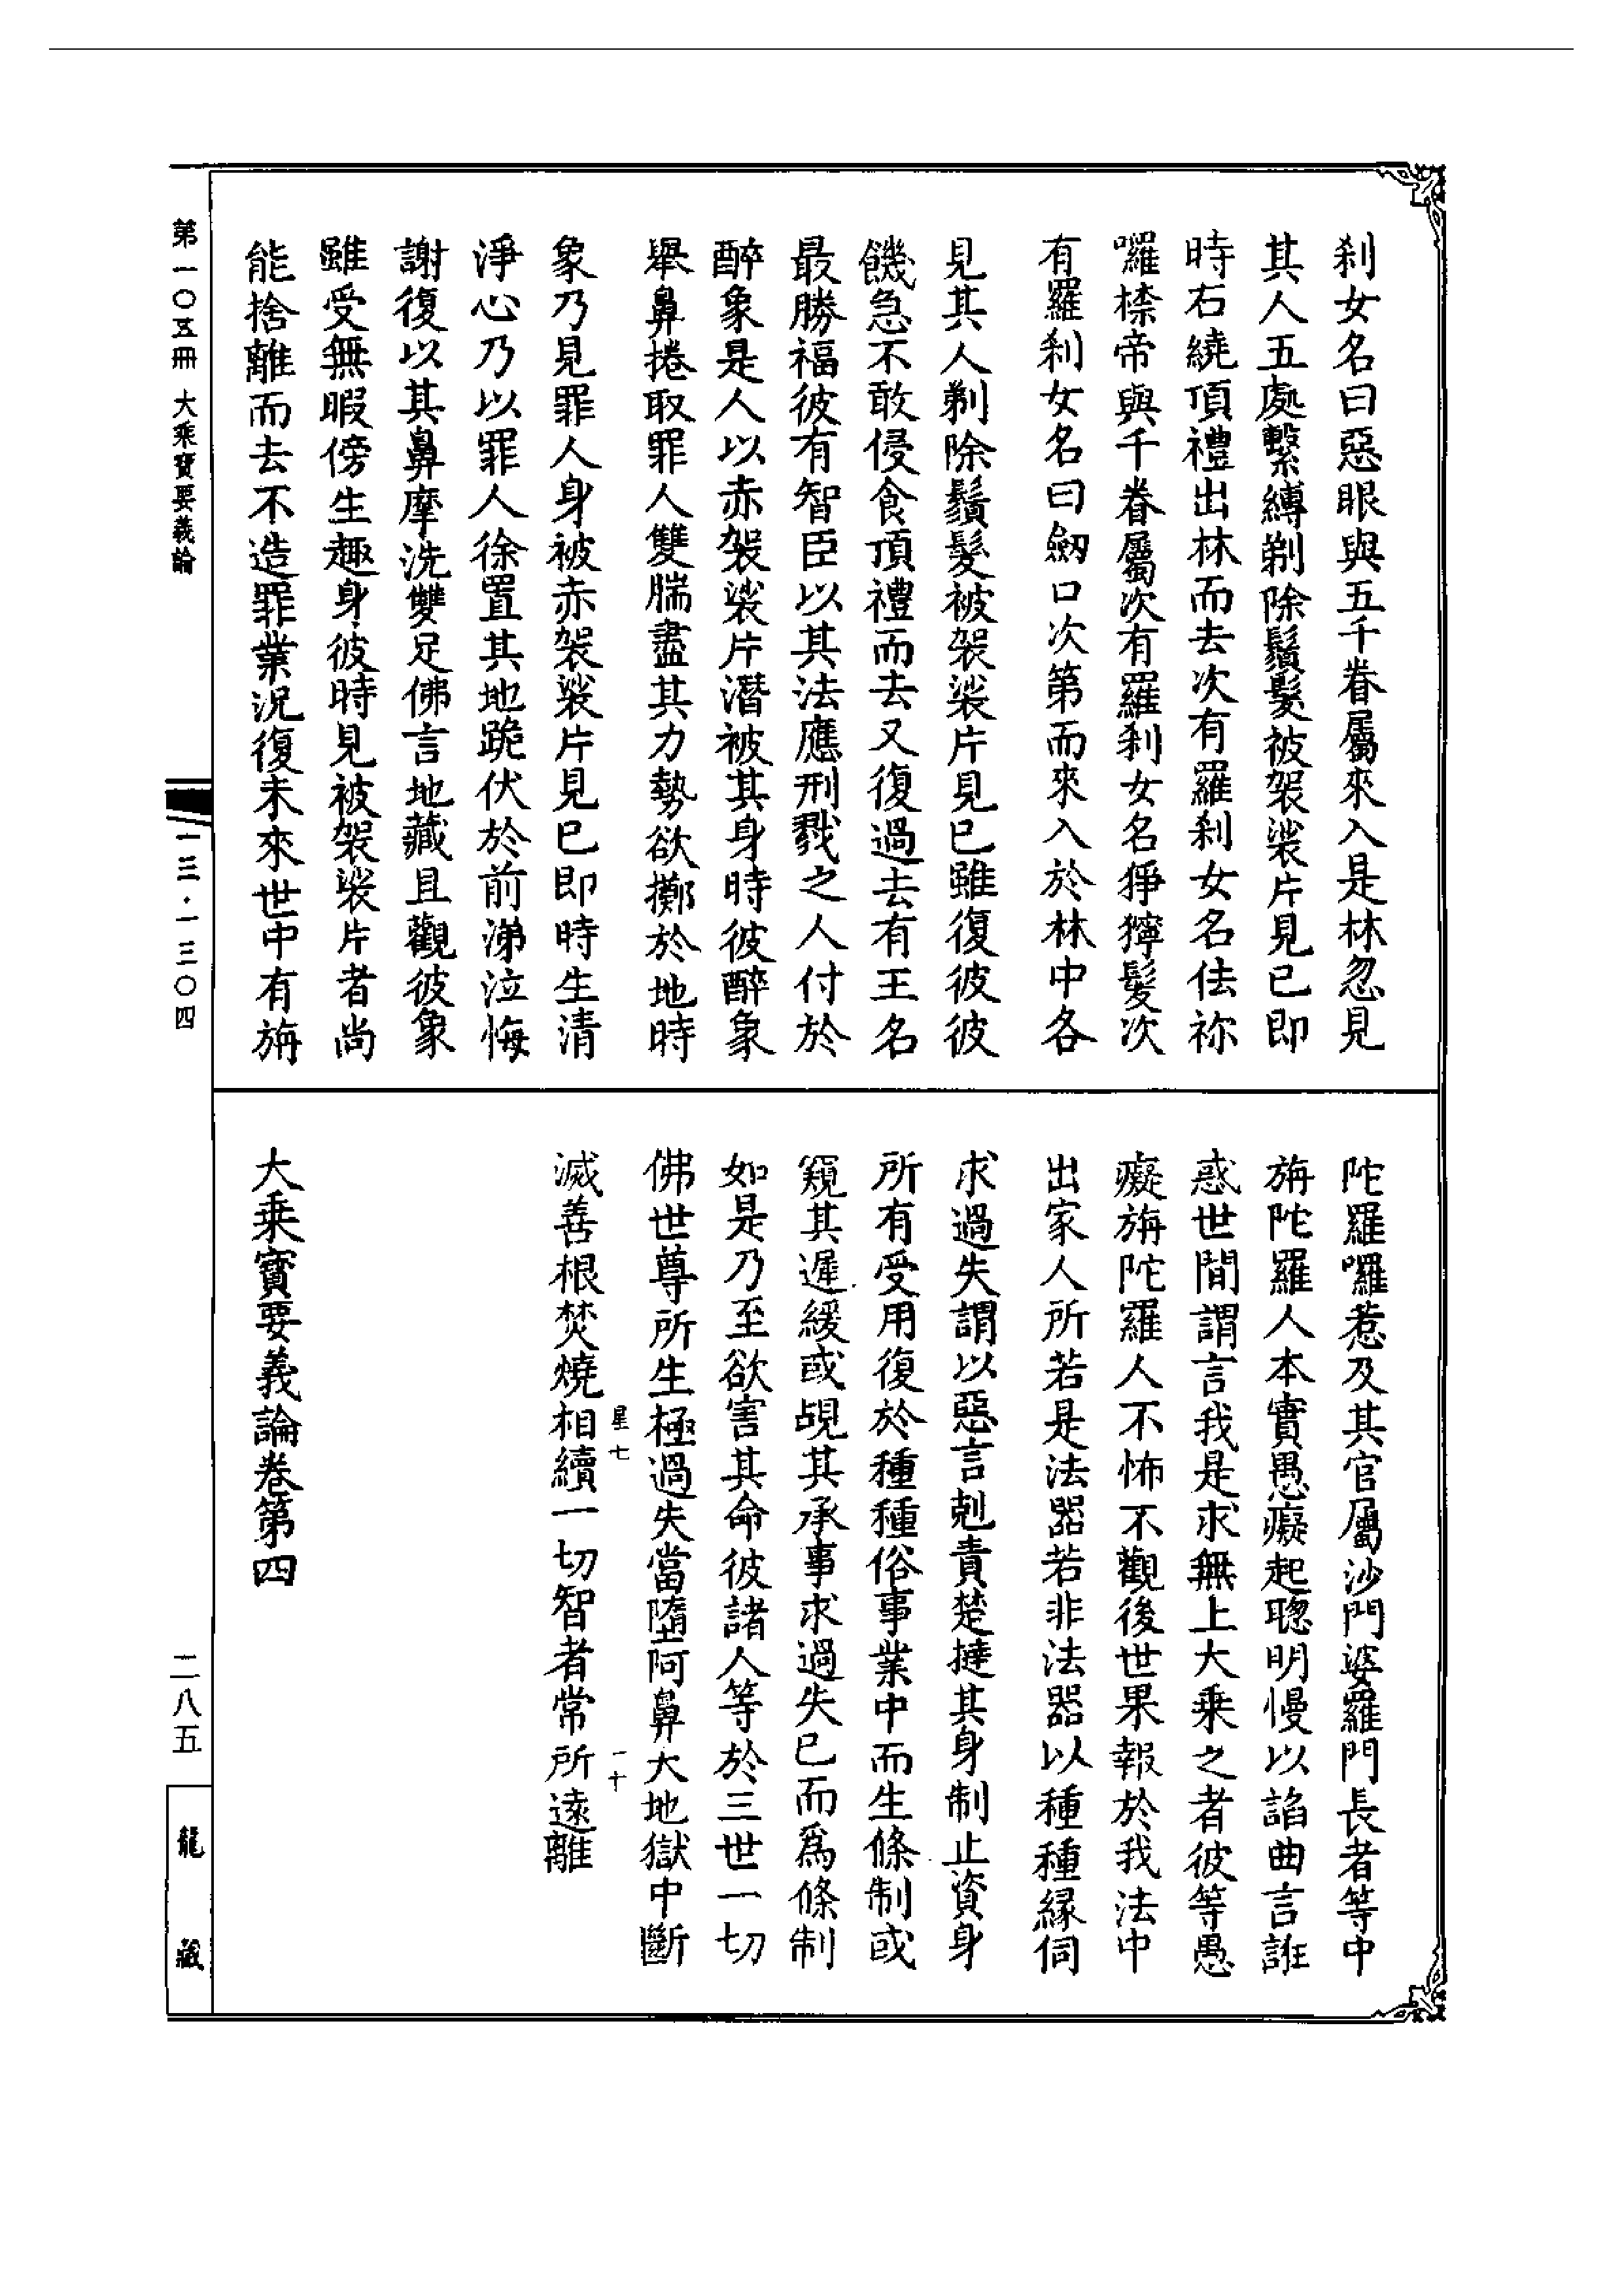 刹女名曰惡眼與五千眷屬來入是林忽見
其人五處繫縛剃除鬚髮被袈裟片見已即
時右繞頂禮出林而去次有羅刹女名佉祢
囉㮈帝與千眷屬次有羅刹女名猙獰髮次
有羅刹女名曰劒口次第而來入於林中各
見其人剃除鬚髮被袈裟片見已雖復彼彼
饑急不敢侵食頂禮而去又復過去有王名
最勝福彼有智臣以其法應刑戮之人付於
醉象是人以赤袈裟片潛被其身時彼醉象
舉鼻捲取罪人雙腨盡其力勢欲擲於地時
象乃見罪人身被赤袈裟片見已即時生清
淨心乃以罪人徐置其地跪伏於前涕泣悔
謝復以其鼻摩洗雙足佛言地藏且觀彼象
雖受無暇傍生趣身彼時見被袈裟片者尚
能捨離而去不造罪業況復未來世中有旃
陀羅囉惹及其官屬沙門婆羅門長者等中
旃陀羅人本實愚癡起聰明慢以諂曲言誑
惑世間謂言我是求無上大乗之者彼等愚
癡旃陀羅人不怖不觀後世果報於我法中
出家人所若是法器若非法器以種種緣伺
求過失謂以惡言剋責楚撻其身制止資身
所有受用復於種種俗事業中而生條制或
窺其遲緩或覘其承事求過失已而爲條制
如是乃至欲害其命彼諸人等於三世一切
佛世尊所生極過失當墮阿鼻大地獄中斷
星七
一十
滅善根焚燒相續一切智者常所遠離
大乗寳要義論卷第四
第一〇五冊 大乘寶要義論
一三·一三〇四
二八五
龍藏